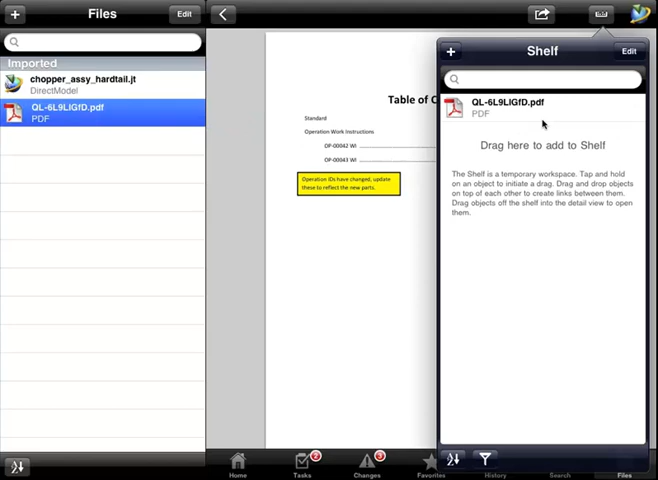 Files
Edit
Imported
chopper_assy_hardtail.jt
DirectModel
QL-6L9LIGfD.pdf
PDF
Table of C
Standard
Operation Work Instructions
OP-00042 WI
OP-00043 WI
Operation IDs have changed, update
these to reflect the new parts.
Shelf
Edit
QL-6L9LIGfD.pdf
PDF
Drag here to add to Shelf
The Shelf is a temporary workspace. Tap and hold
on an object to initiate a drag. Drag and drop objects
on top of each other to create links between them.
Drag objects off the shelf into the detail view to open
them.
2
3
Home
Tasks
Changes
Favorites
History
Search
Files